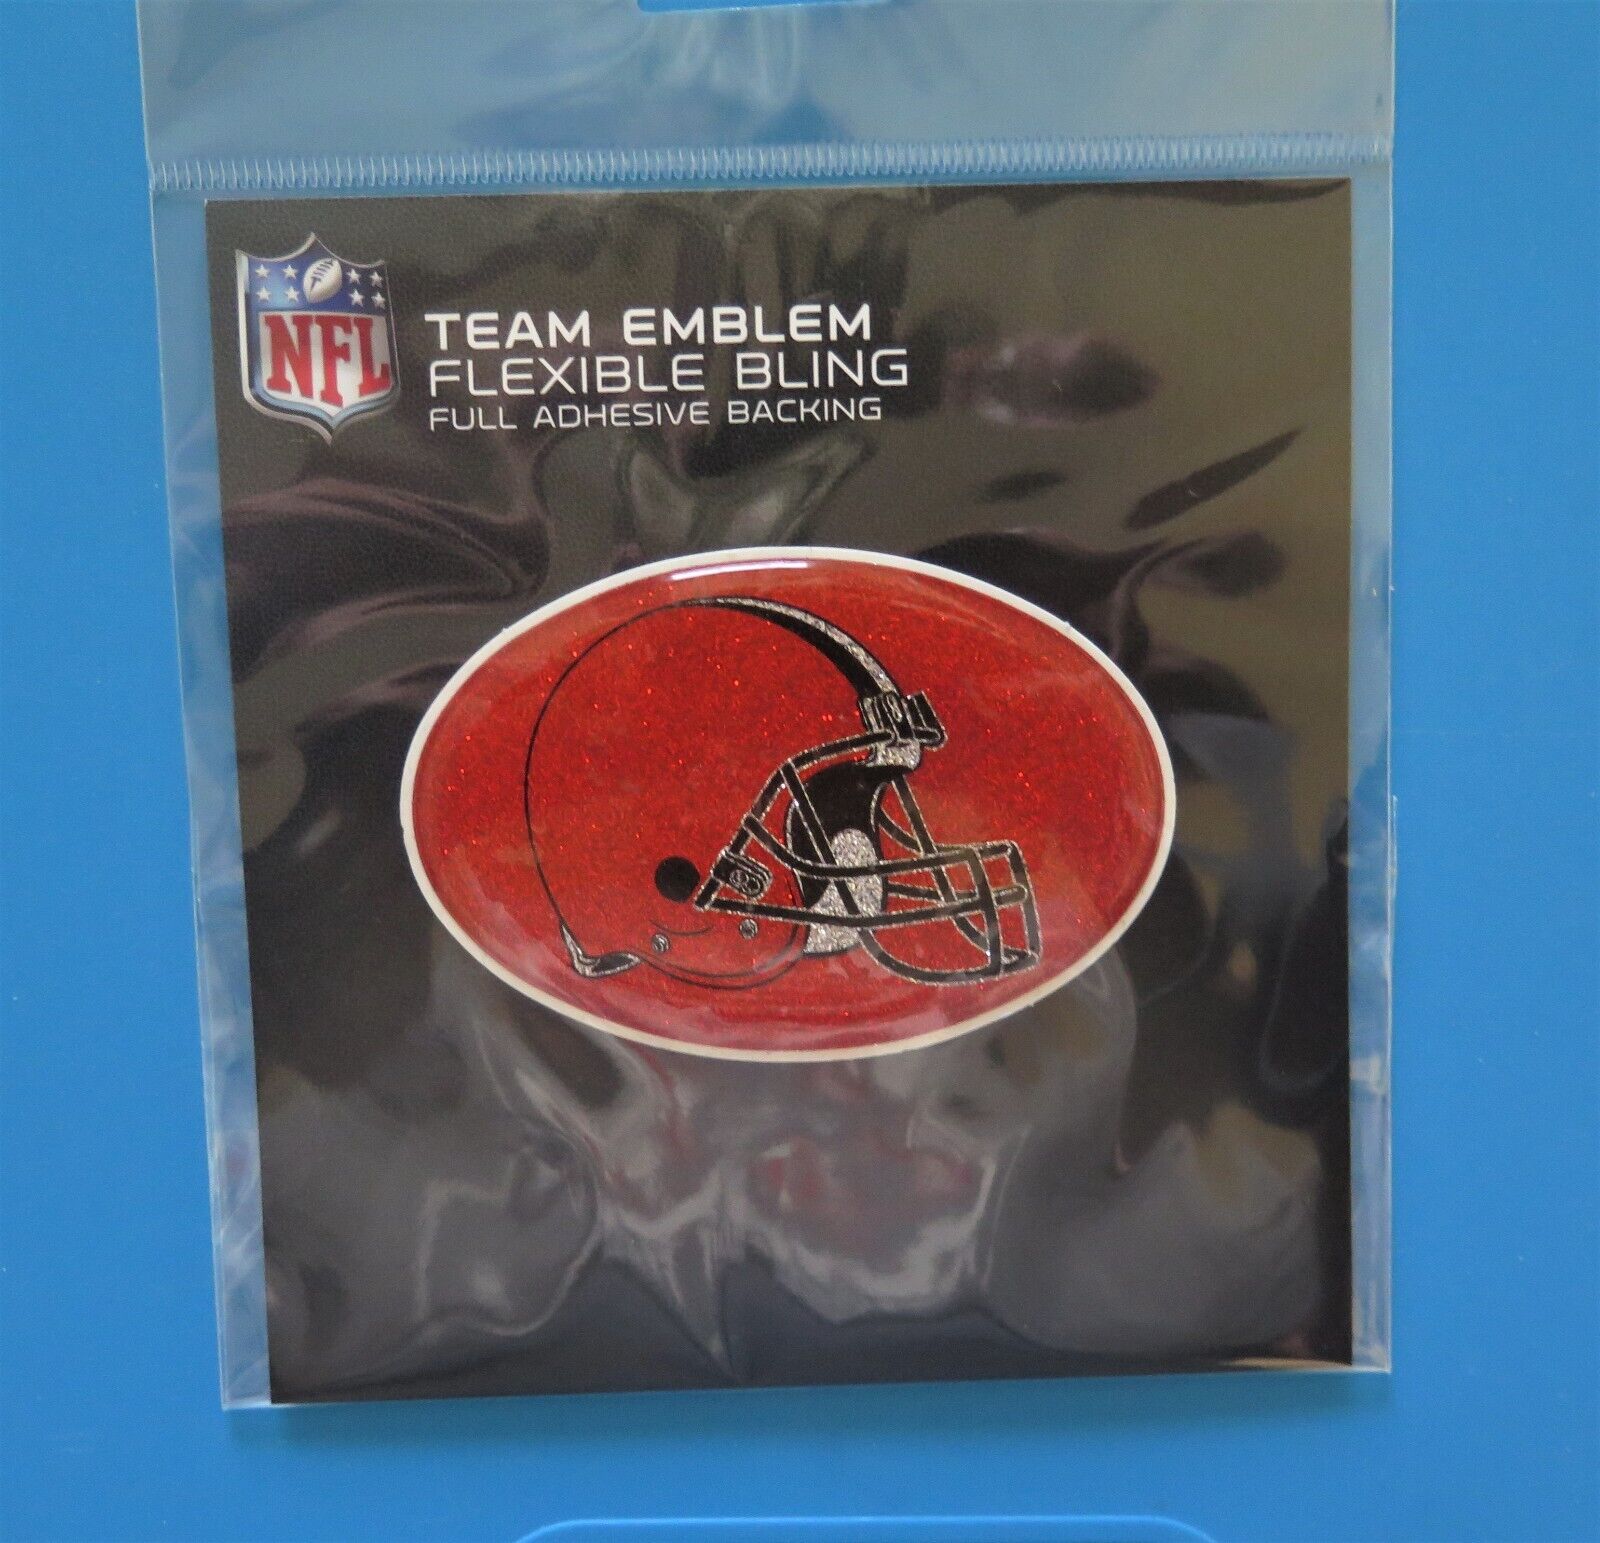 NFL
TEAM EMBLEM
FLEXIBLE BLING
FULL ADHESIVE BACKING